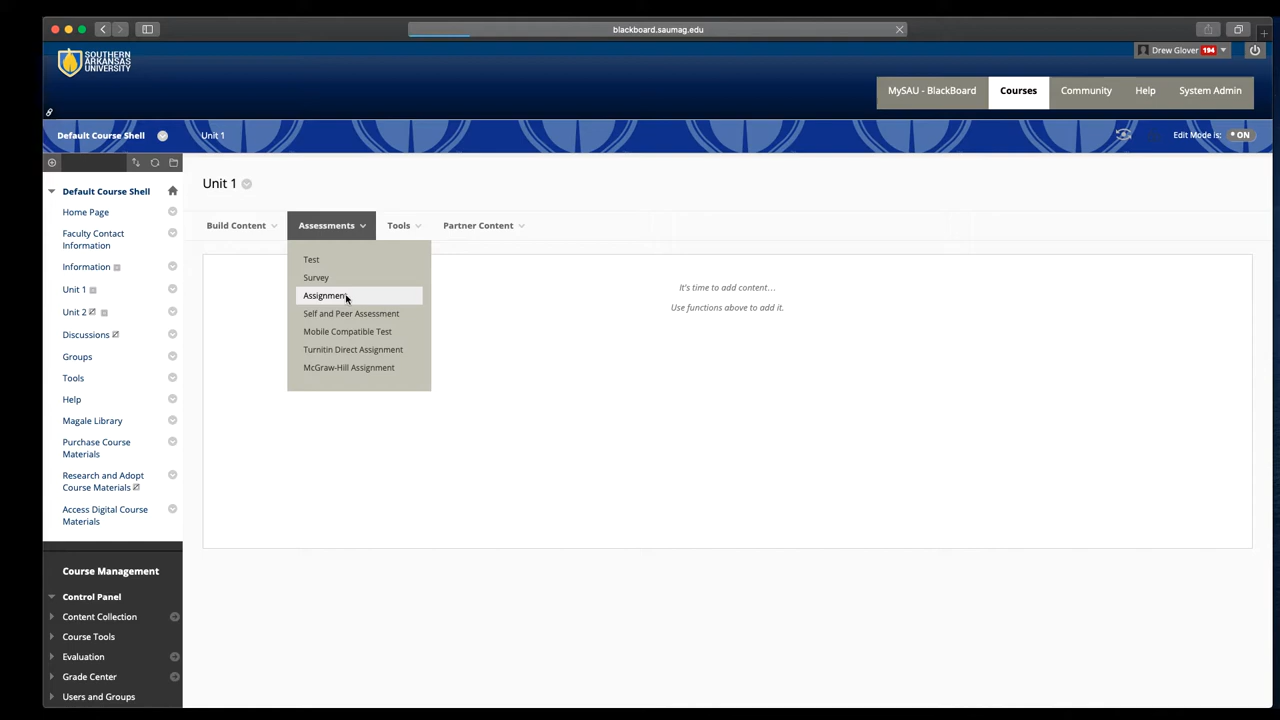 blackboard.saumag.edu
SOUTHERN
ARKANSAS
UNIVERSITY
Drew Glover 194
MySAU - BlackBoard Courses Community Help System Admin
Default Course Shell Unit 1 Edit Mode is: ON
Unit 1
Build Content Assessments Tools Partner Content
Test
Survey
Assignment
Self and Peer Assessment
Mobile Compatible Test
Turnitin Direct Assignment
McGraw-Hill Assignment
It's time to add content...
Use functions above to add it.
Default Course Shell
Home Page
Faculty Contact
Information
Information
Unit 1
Unit 2
Discussions
Groups
Tools
Help
Magale Library
Purchase Course
Materials
Research and Adopt
Course Materials
Access Digital Course
Materials
Course Management
Control Panel
Content Collection
Course Tools
Evaluation
Grade Center
Users and Groups